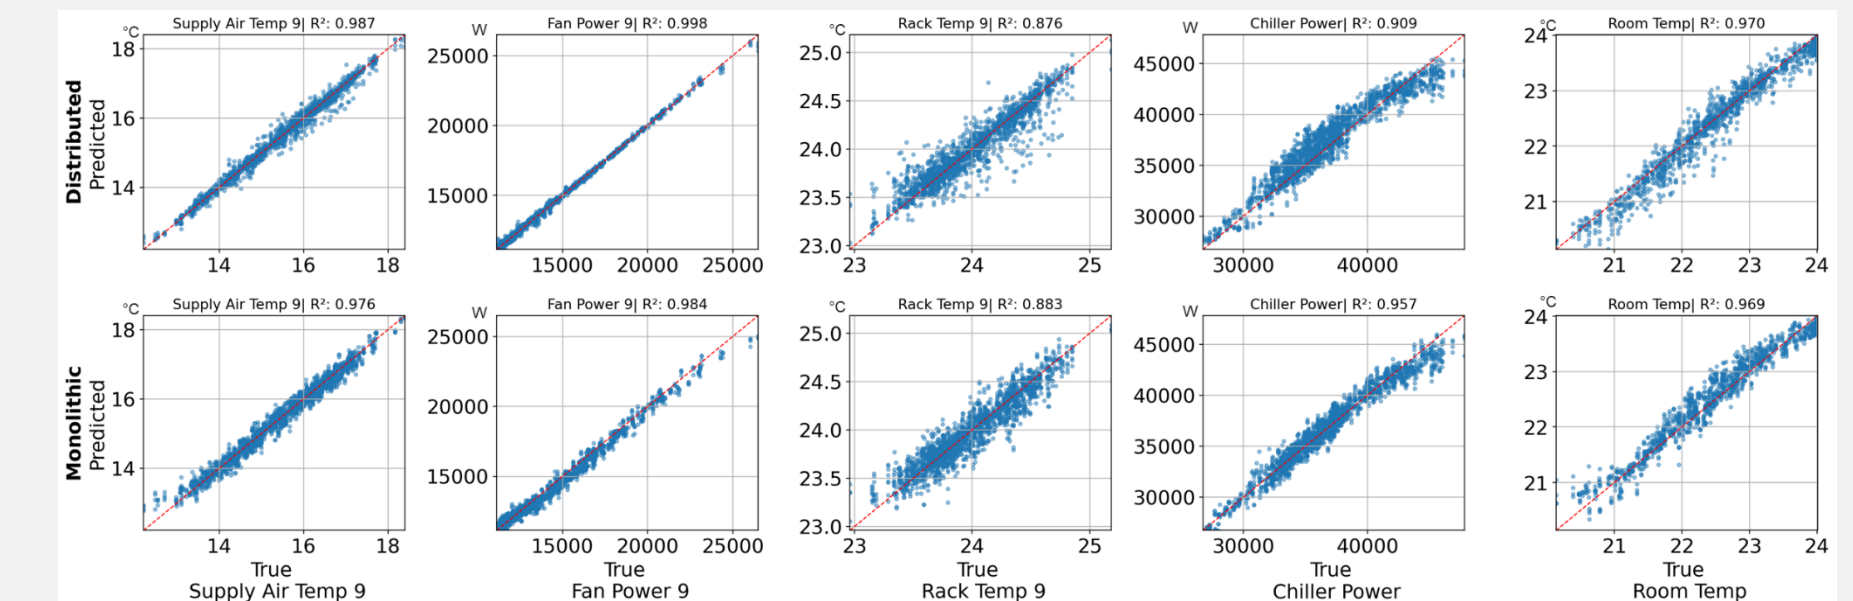 Supply Air Temp 9| R²: 0.987
Fan Power 9| R²: 0.998
Rack Temp 9| R²: 0.876
Chiller Power| R²: 0.909
Room Temp| R²: 0.970
°C
W
°C
W
°C
Distributed
Predicted
18
16
14
14
16
18
25000
20000
15000
15000
20000
25000
25.0
24.5
24.0
23.5
23.0
23
24
25
45000
40000
35000
30000
30000
40000
24
23
22
21
21
22
23
24
Supply Air Temp 9| R²: 0.976
Fan Power 9| R²: 0.984
Rack Temp 9| R²: 0.883
Chiller Power| R²: 0.957
Room Temp| R²: 0.969
°C
W
°C
W
°C
Monolithic
Predicted
18
16
14
14
16
18
True
Supply Air Temp 9
25000
20000
15000
15000
20000
25000
True
Fan Power 9
25.0
24.5
24.0
23.5
23.0
23
24
25
True
Rack Temp 9
45000
40000
35000
30000
30000
40000
True
Chiller Power
24
23
22
21
21
22
23
24
True
Room Temp